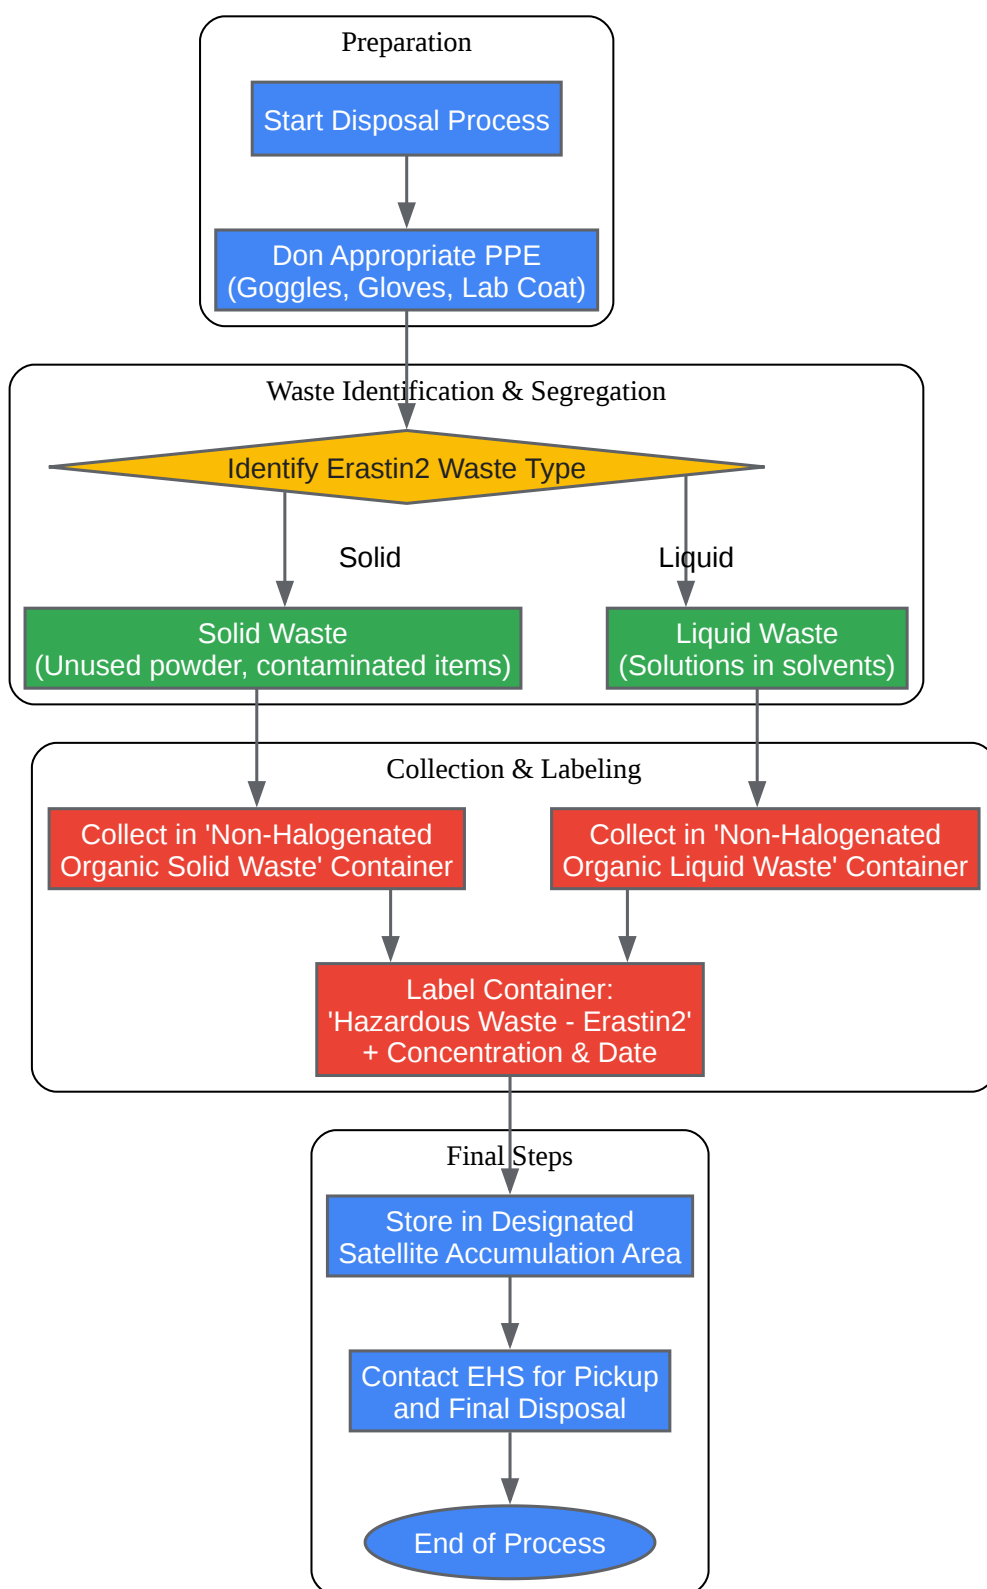 Preparation
Start Disposal Process
Don Appropriate PPE
(Goggles, Gloves, Lab Coat)
Waste Identification & Segregation
Identify Erastin2 Waste Type
Solid
Liquid
Solid Waste
(Unused powder, contaminated items)
Liquid Waste
(Solutions in solvents)
Collection & Labeling
Collect in 'Non-Halogenated
Organic Solid Waste' Container
Collect in 'Non-Halogenated
Organic Liquid Waste' Container
Label Container:
'Hazardous Waste - Erastin2'
+ Concentration & Date
Final Steps
Store in Designated
Satellite Accumulation Area
Contact EHS for Pickup
and Final Disposal
End of Process